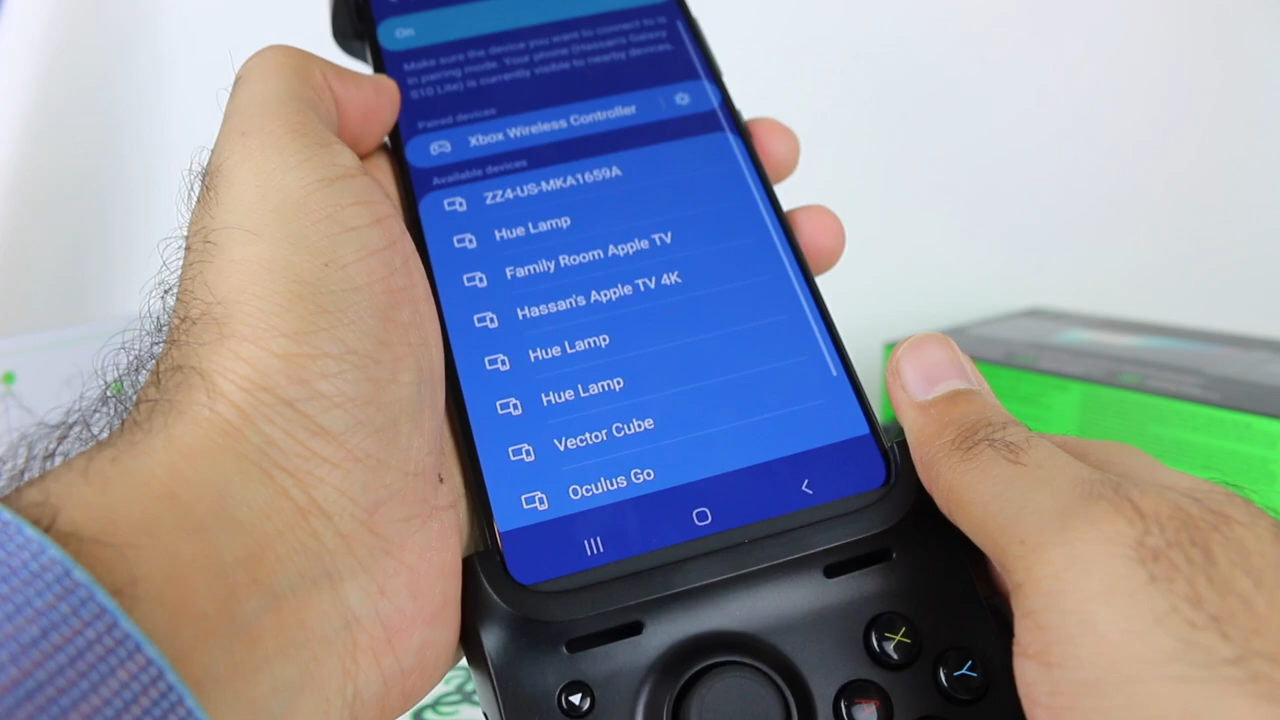 On
Make sure the device you want to connect to is
in pairing mode. Your phone (Hassan's Galaxy
S10 Lite) is currently visible to nearby devices.
Paired devices
Xbox Wireless Controller
Available devices
ZZ4-US-MKA1659A
Hue Lamp
Family Room Apple TV
Hassan's Apple TV 4K
Hue Lamp
Hue Lamp
Vector Cube
Oculus Go
X
Y